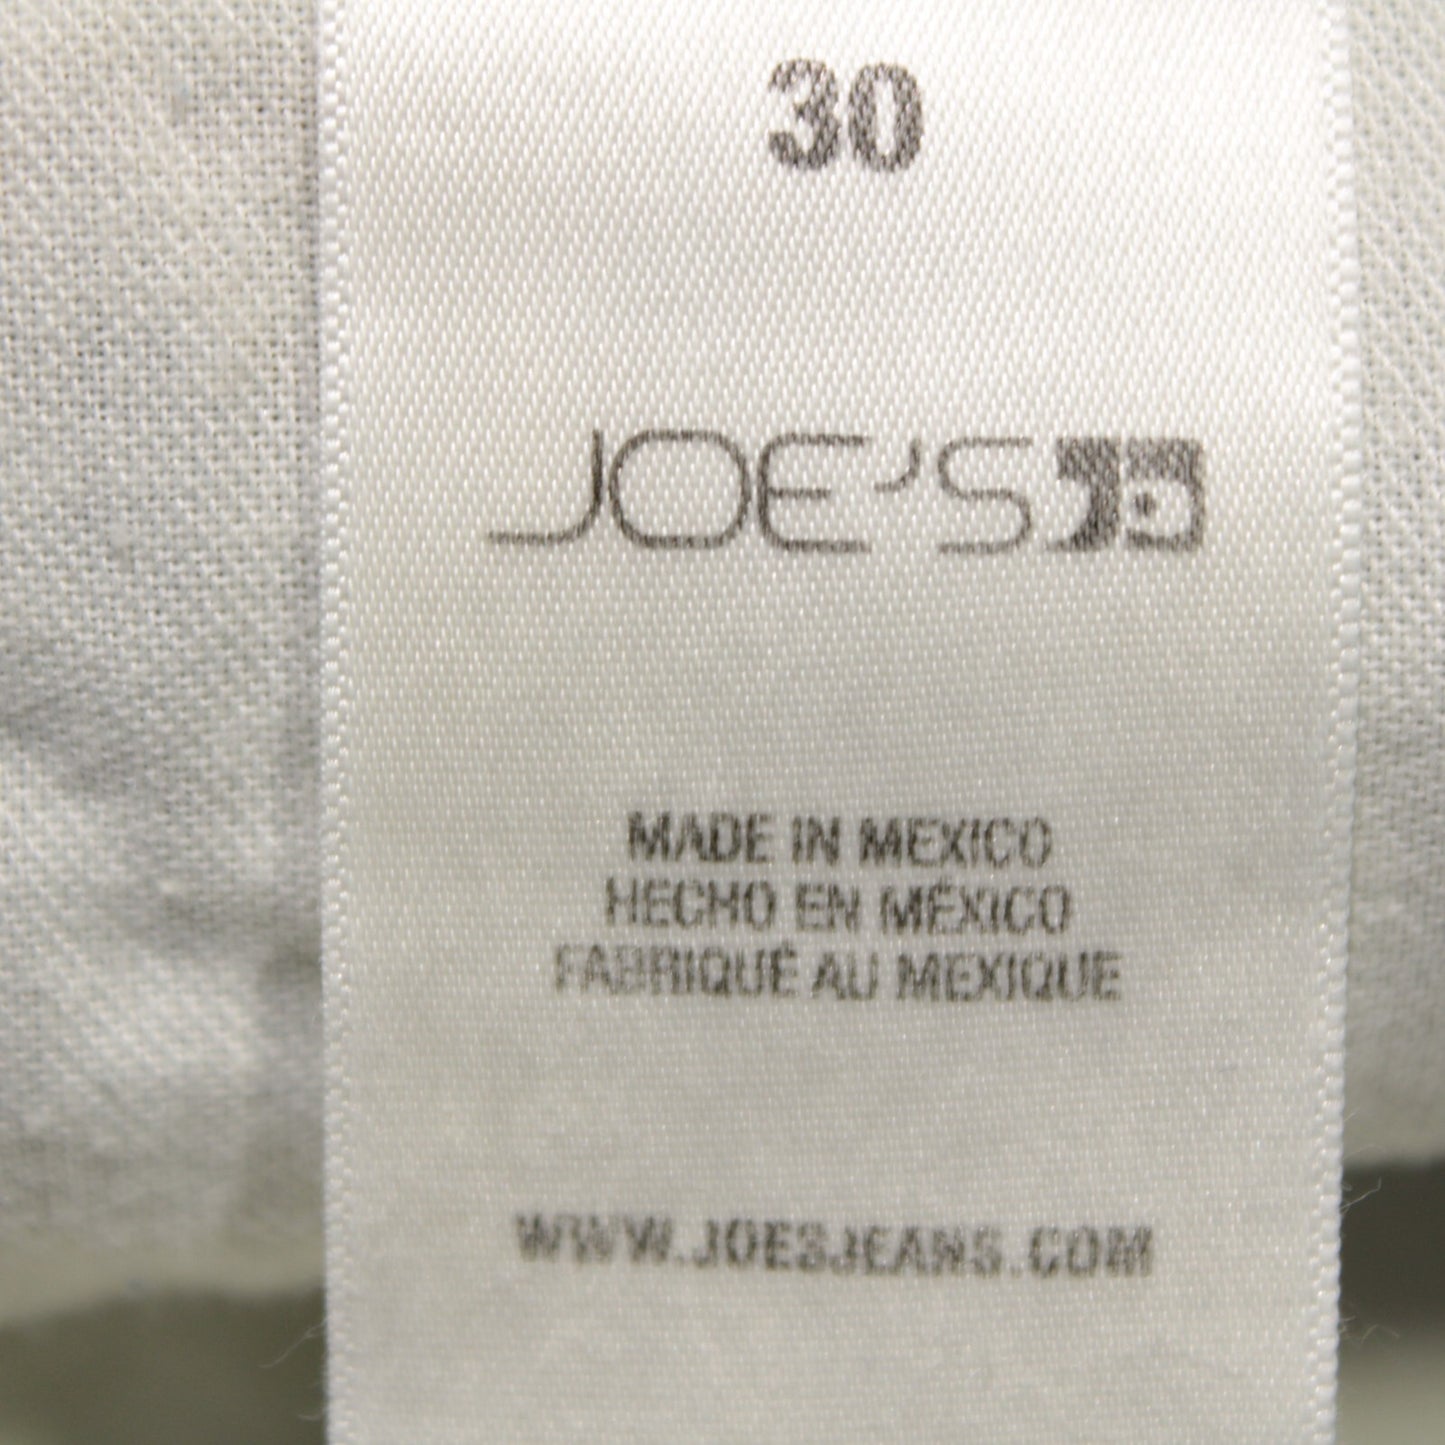 30
JOE'S
MADE IN MEXICO
HECHO EN MÉXICO
FABRIQUÉ AU MEXIQUE
WWW.JOESJEANS.COM